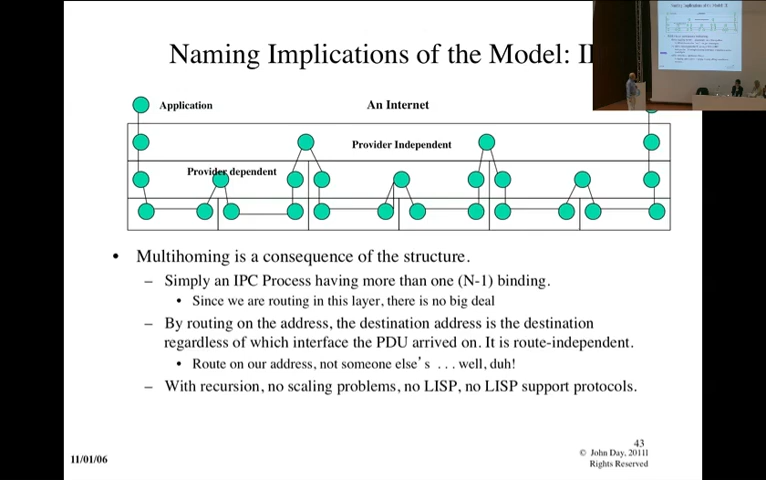 Naming Implications of the Model: II
Application
An Internet
Provider Independent
Provider dependent
• Multihoming is a consequence of the structure.
– Simply an IPC Process having more than one (N-1) binding.
• Since we are routing in this layer, there is no big deal
– By routing on the address, the destination address is the destination
regardless of which interface the PDU arrived on. It is route-independent.
• Route on our address, not someone else’s . . . well, duh!
– With recursion, no scaling problems, no LISP, no LISP support protocols.
11/01/06
43
© John Day, 20111
Rights Reserved